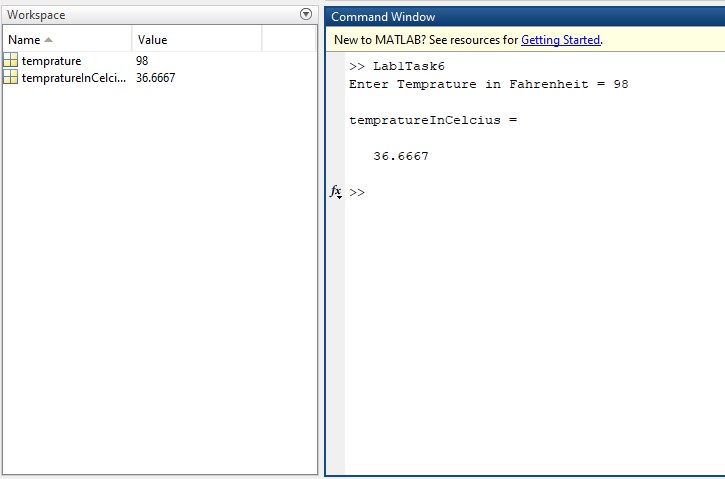 Workspace
Name Value
temprature 98
tempratureInCelci... 36.6667
Command Window
New to MATLAB? See resources for Getting Started.
>> Lab1Task6
Enter Temprature in Fahrenheit = 98
tempratureInCelcius =
36.6667
fx >>